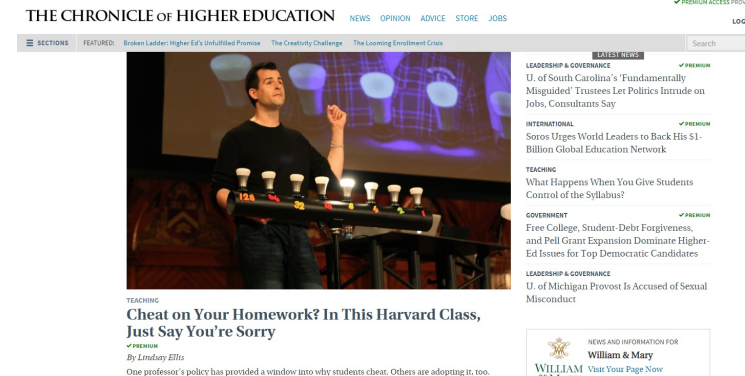 PREMIUM ACCESS
THE CHRONICLE OF HIGHER EDUCATION NEWS OPINION ADVICE STORE JOBS
SECTIONS FEATURED: Broken Ladder: Higher Ed's Unfulfilled Promise The Creativity Challenge The Looming Enrollment Crisis Search
128 32 16 8 4 2 1
TEACHING
Cheat on Your Homework? In This Harvard Class,
Just Say You're Sorry
PREMIUM
By Lindsay Ellis
One professor's policy has provided a window into why students cheat. Others are adopting it, too.
LATEST NEWS
LEADERSHIP & GOVERNANCE PREMIUM
U. of South Carolina's 'Fundamentally
Misguided' Trustees Let Politics Intrude on
Jobs, Consultants Say
INTERNATIONAL PREMIUM
Soros Urges World Leaders to Back His $1-
Billion Global Education Network
TEACHING
What Happens When You Give Students
Control of the Syllabus?
GOVERNMENT PREMIUM
Free College, Student-Debt Forgiveness,
and Pell Grant Expansion Dominate Higher-
Ed Issues for Top Democratic Candidates
LEADERSHIP & GOVERNANCE
U. of Michigan Provost Is Accused of Sexual
Misconduct
NEWS AND INFORMATION FOR
William & Mary
WILLIAM Visit Your Page Now